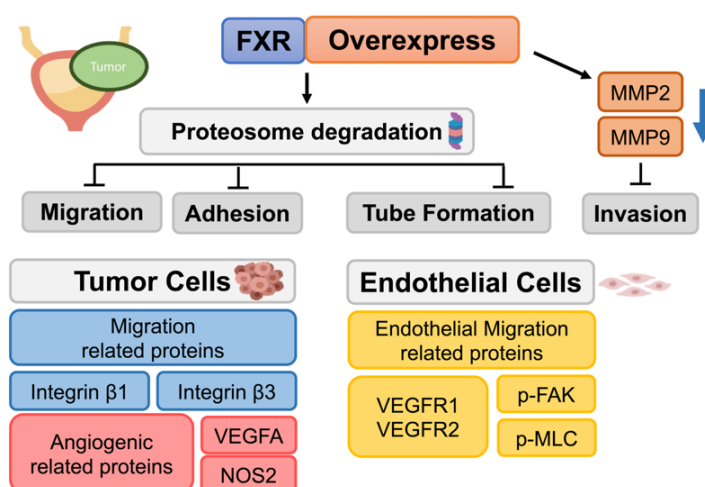 FXR Overexpress
Tumor
MMP2
MMP9
Proteosome degradation
Migration
Adhesion
Tube Formation
Invasion
Tumor Cells
Endothelial Cells
Migration
related proteins
Endothelial Migration
related proteins
Integrin β1
Integrin β3
VEGFR1
VEGFR2
p-FAK
p-MLC
Angiogenic
related proteins
VEGFA
NOS2